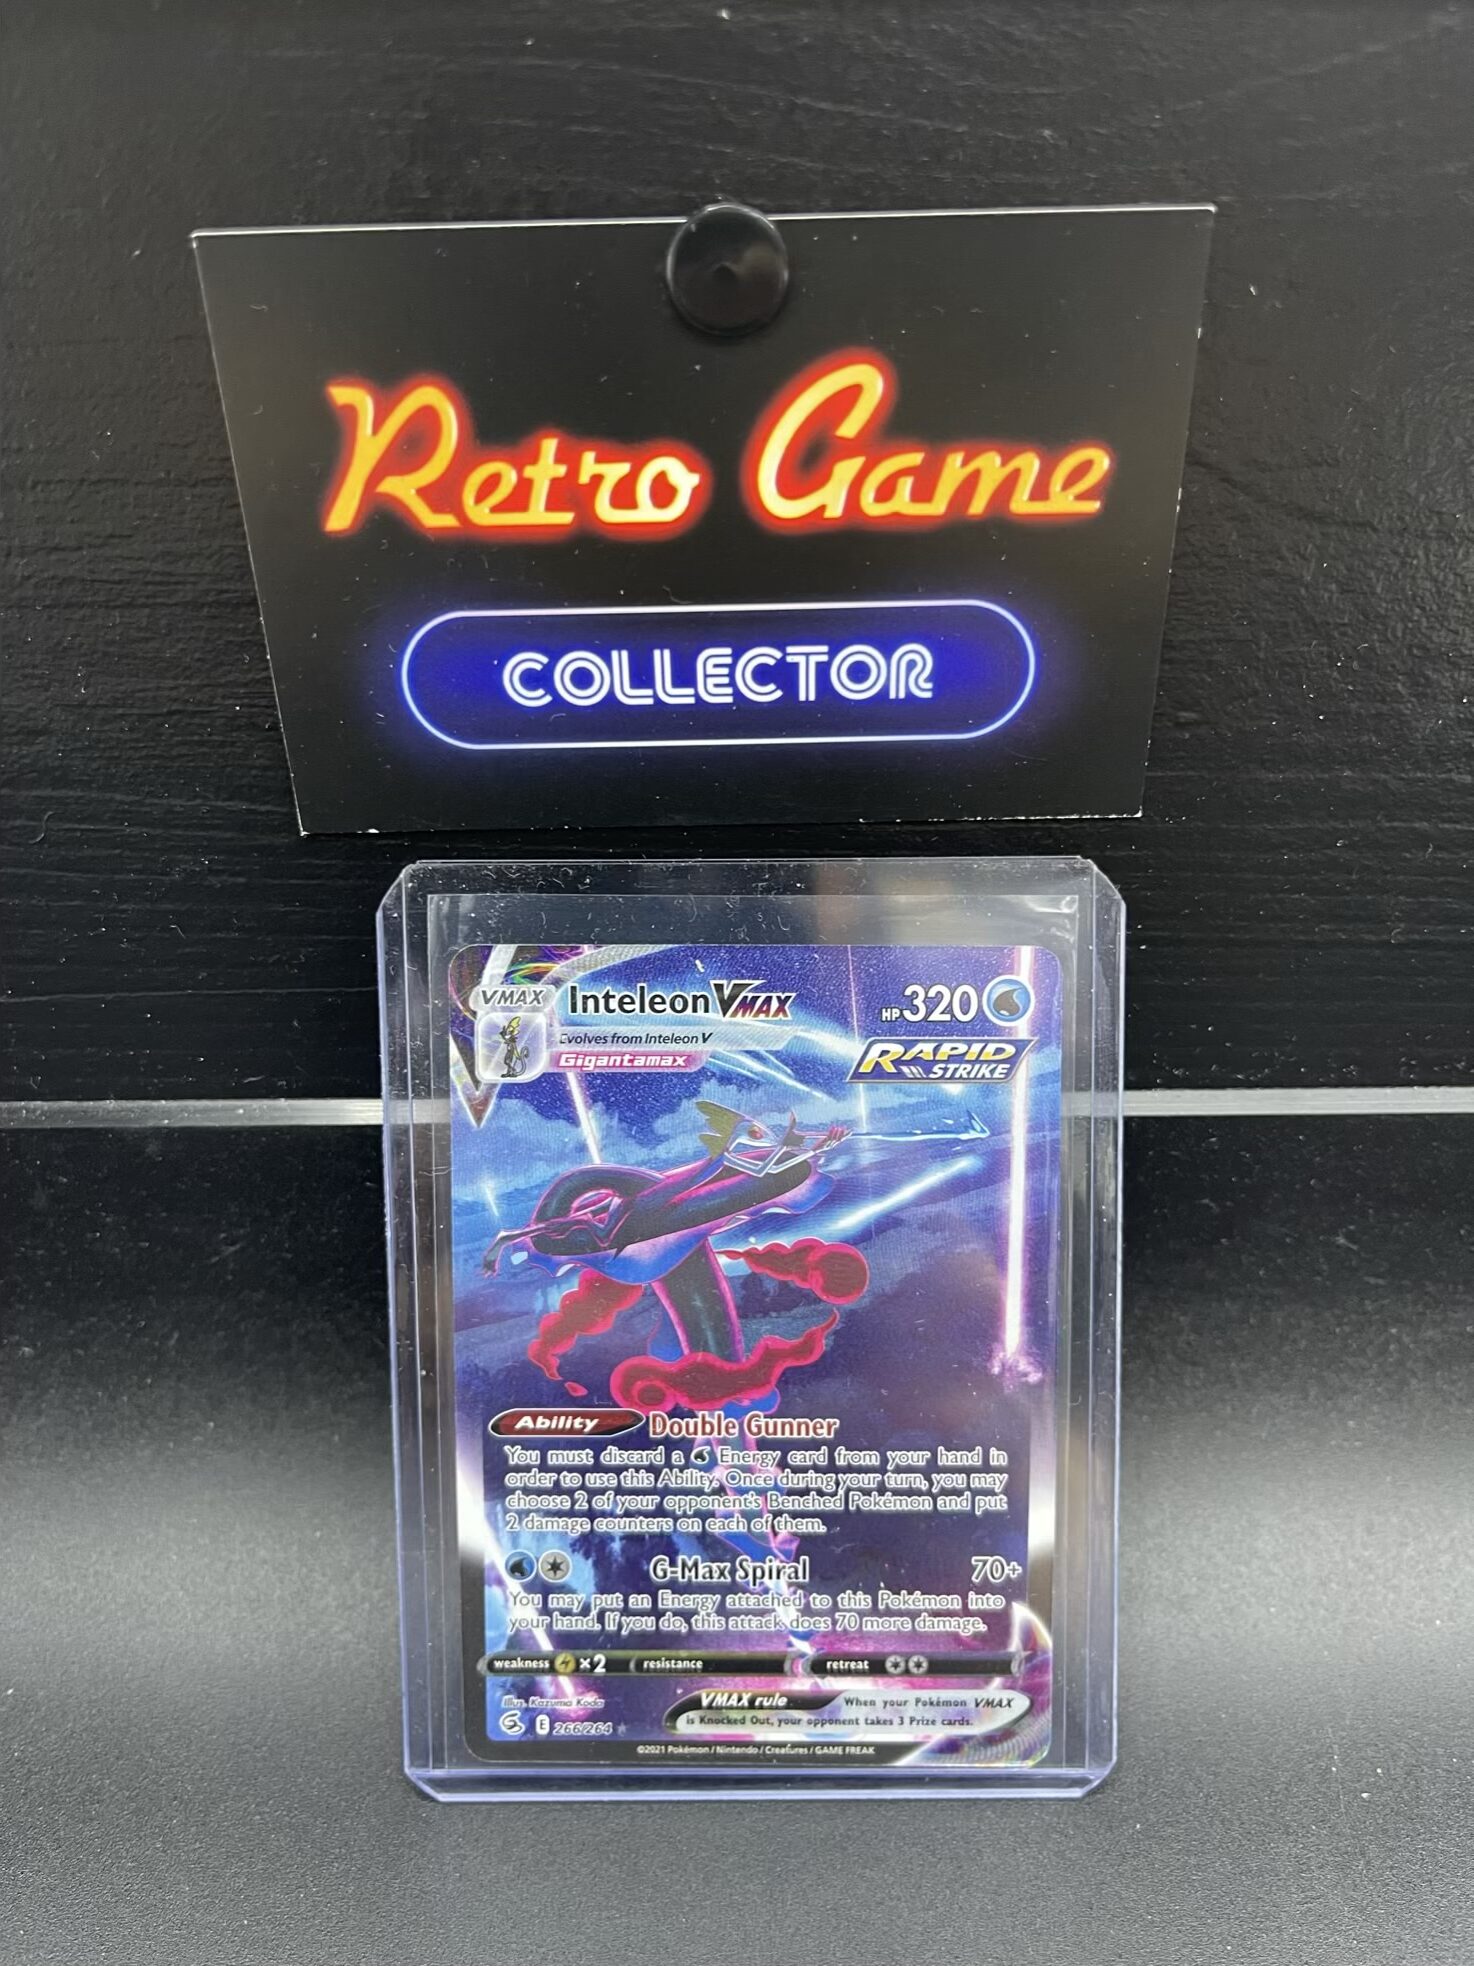 Retro Game
COLLECTOR
VMAX
Inteleon VMAX
HP 320
Evolves from Inteleon V
Gigantamax
RAPID
STRIKE
Ability Double Gunner
You must discard a Energy card from your hand in
order to use this Ability. Once during your turn, you may
choose 2 of your opponent's Benched Pokémon and put
2 damage counters on each of them.
G-Max Spiral 70+
You may put an Energy attached to this Pokémon into
your hand. If you do, this attack does 70 more damage.
weakness ×2 resistance retreat
Illus. Kazuma Koda
VMAX rule When your Pokémon VMAX
is Knocked Out, your opponent takes 3 Prize cards.
E 266/264
©2021 Pokémon / Nintendo / Creatures / GAME FREAK